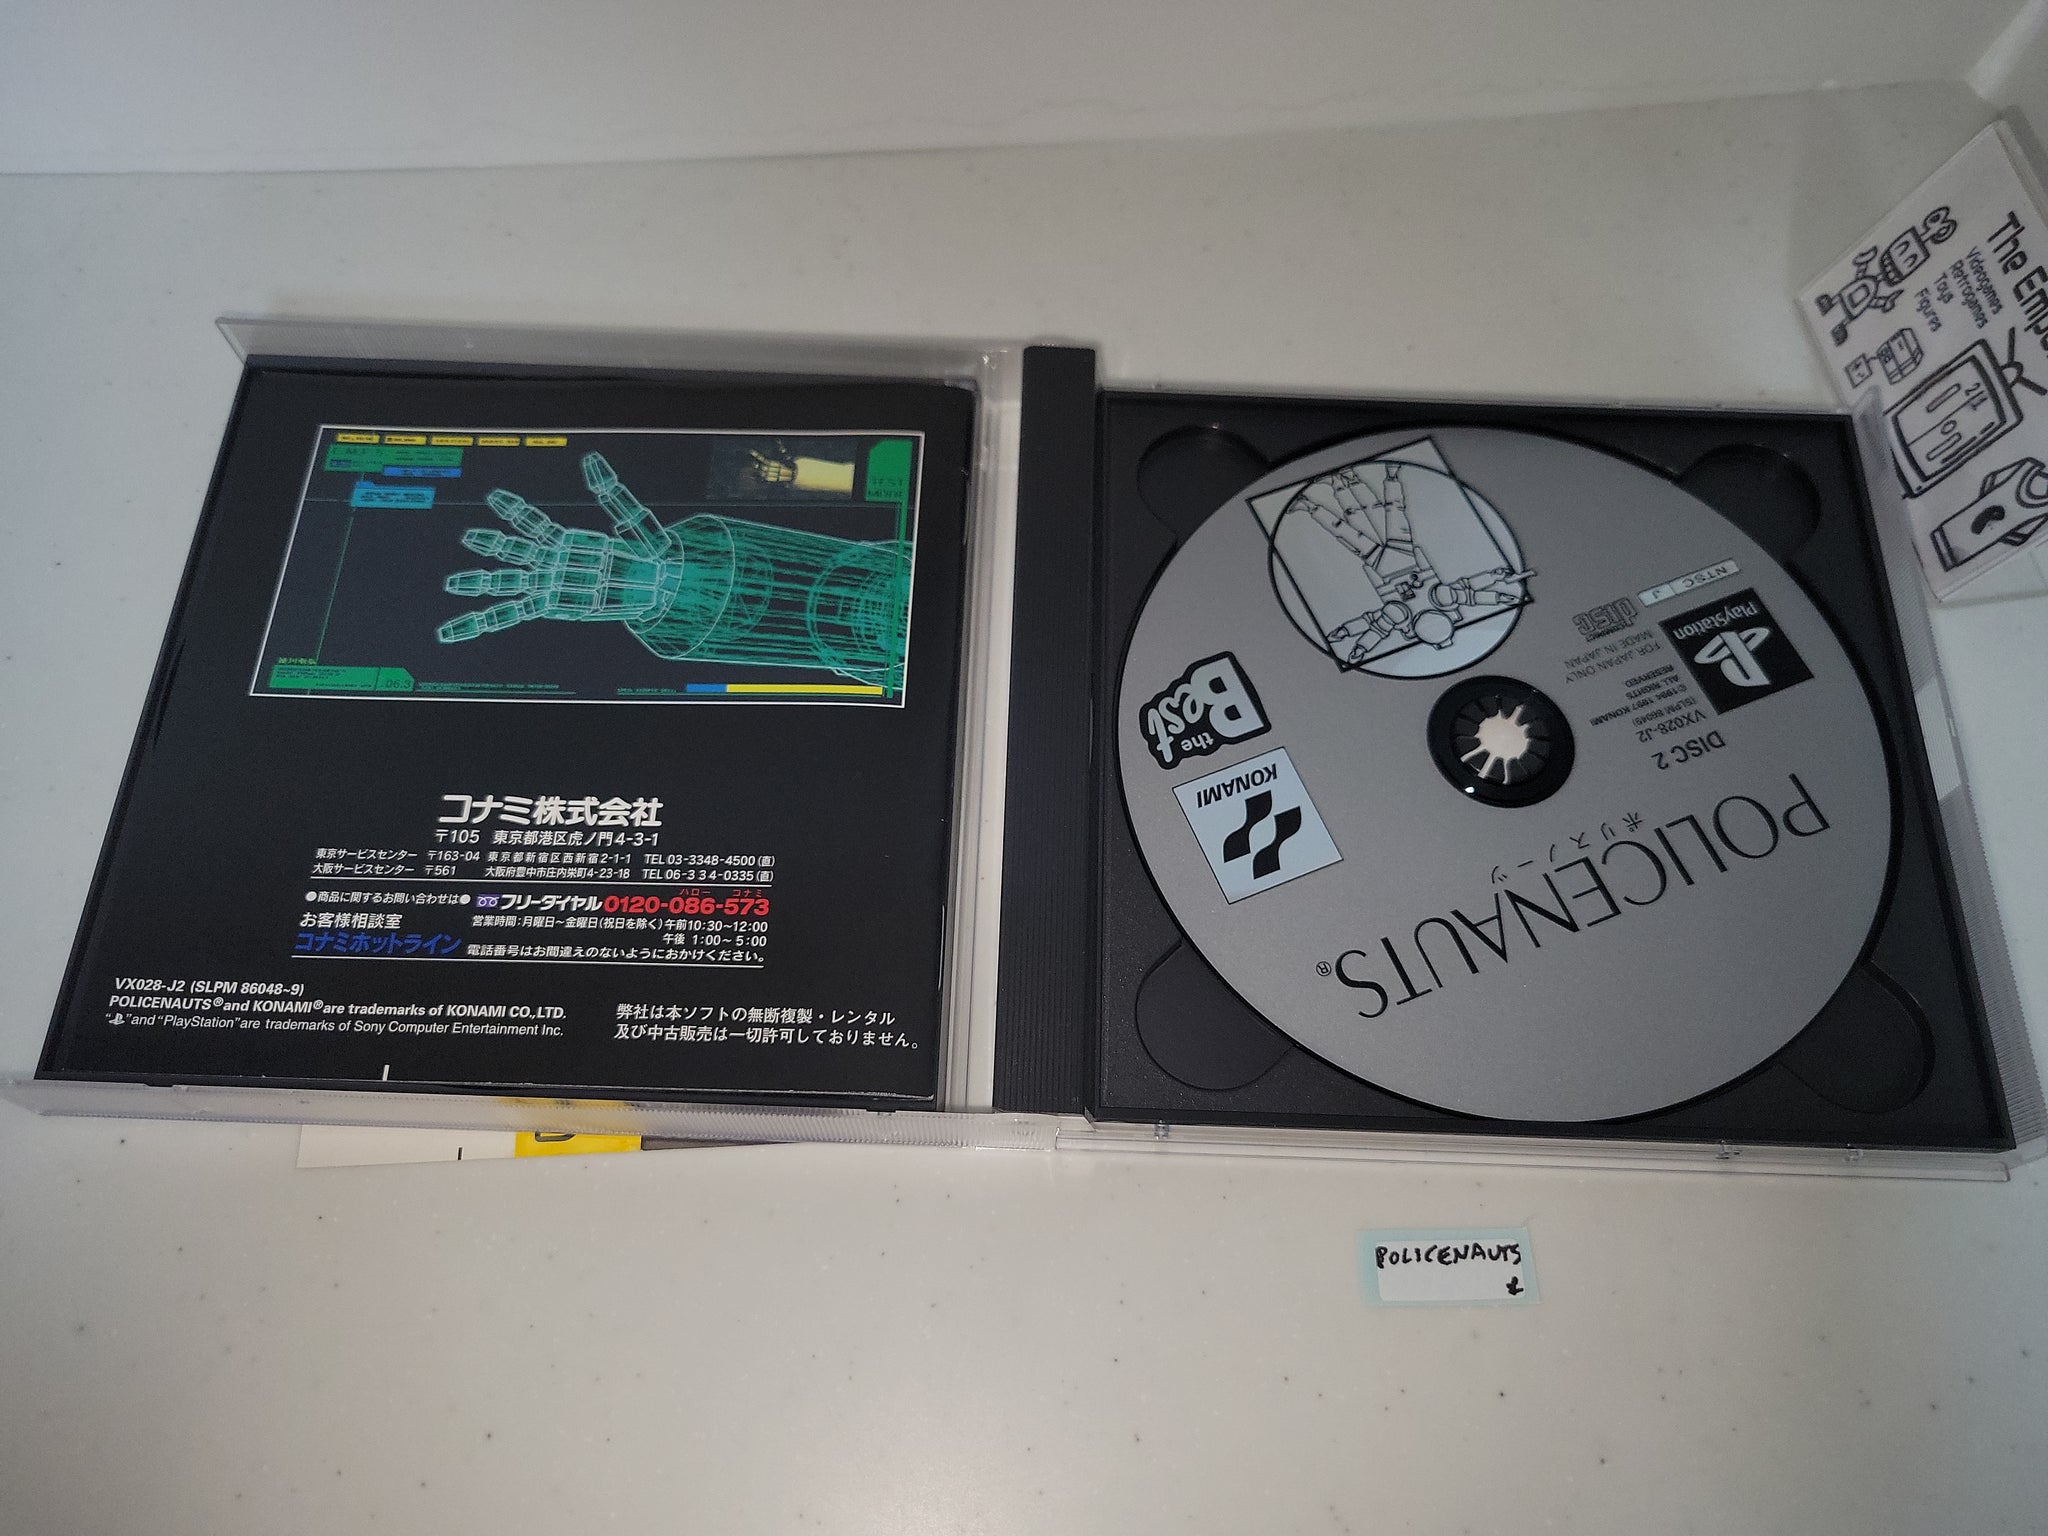 06.3
コナミ株式会社
〒105 東京都港区虎ノ門4-3-1
東京サービスセンター 〒163-04 東京都新宿区西新宿2-1-1 TEL 03-3348-4500(直)
大阪サービスセンター 〒561 大阪府豊中市庄内栄町4-23-18 TEL 06-334-0335(直)
ハロー コナミ
●商品に関するお問い合わせは● フリーダイヤル 0120-086-573
お客様相談室 営業時間:月曜日~金曜日(祝日を除く)午前10:30~12:00
午後 1:00~5:00
コナミホットライン 電話番号はお間違えのないようにおかけください。
VX028-J2 (SLPM 86048~9)
POLICENAUTS® and KONAMI® are trademarks of KONAMI CO., LTD.
" " and "PlayStation" are trademarks of Sony Computer Entertainment Inc.
弊社は本ソフトの無断複製・レンタル
及び中古販売は一切許可しておりません。
POLICENAUTS®
ポリスノーツ
DISC 2
VX028-J2
(SLPM 86049)
©1994 1997 KONAMI
ALL RIGHTS
RESERVED
FOR JAPAN ONLY
MADE IN JAPAN
PlayStation
COMPACT
disc
NTSC J
the
Best
KONAMI
The Emp
Videogames
Retrogames
Toys
Figures
POLICENAUTS